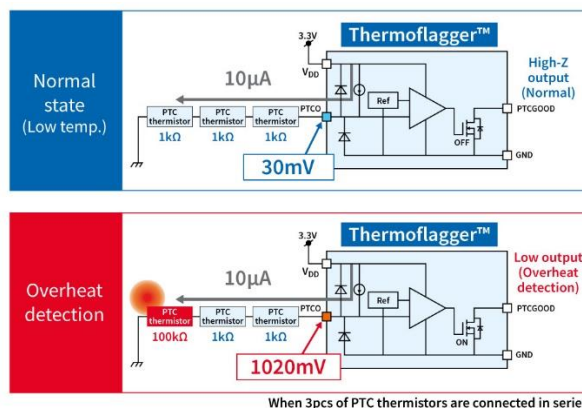 Normal
state
(Low temp.)
Thermoflagger™
3.3V
VDD
10μA
High-Z
output
(Normal)
PTC
thermistor
PTC
thermistor
PTC
thermistor
PTCO
1kΩ
1kΩ
1kΩ
Ref
PTCGOOD
OFF
30mV
GND
Overheat
detection
Thermoflagger™
3.3V
VDD
10μA
Low output
(Overheat
detection)
PTC
thermistor
PTC
thermistor
PTC
thermistor
PTCO
100kΩ
1kΩ
1kΩ
Ref
PTCGOOD
ON
1020mV
GND
When 3pcs of PTC thermistors are connected in serie